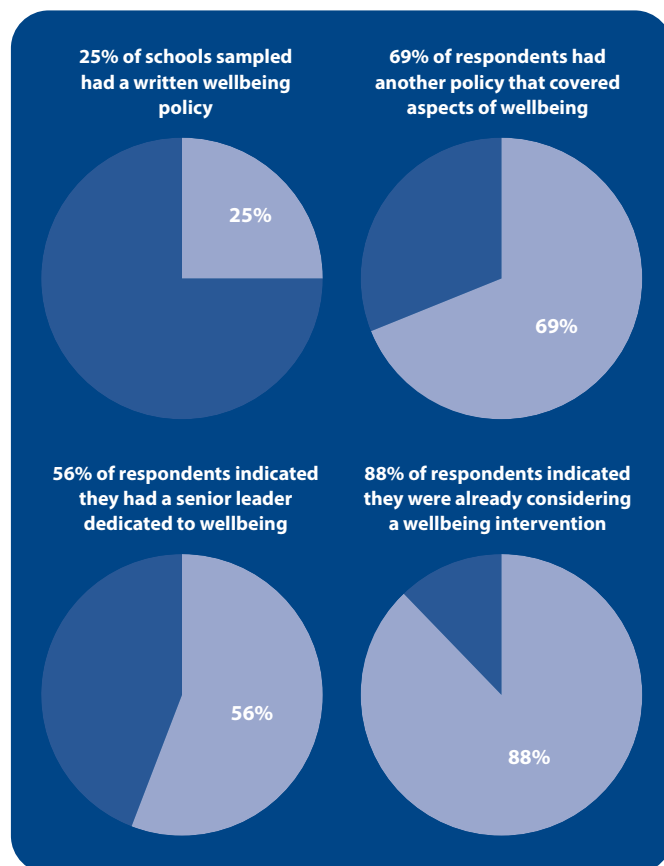 25% of schools sampled
had a written wellbeing
policy
25%
69% of respondents had
another policy that covered
aspects of wellbeing
69%
56% of respondents indicated
they had a senior leader
dedicated to wellbeing
56%
88% of respondents indicated
they were already considering
a wellbeing intervention
88%